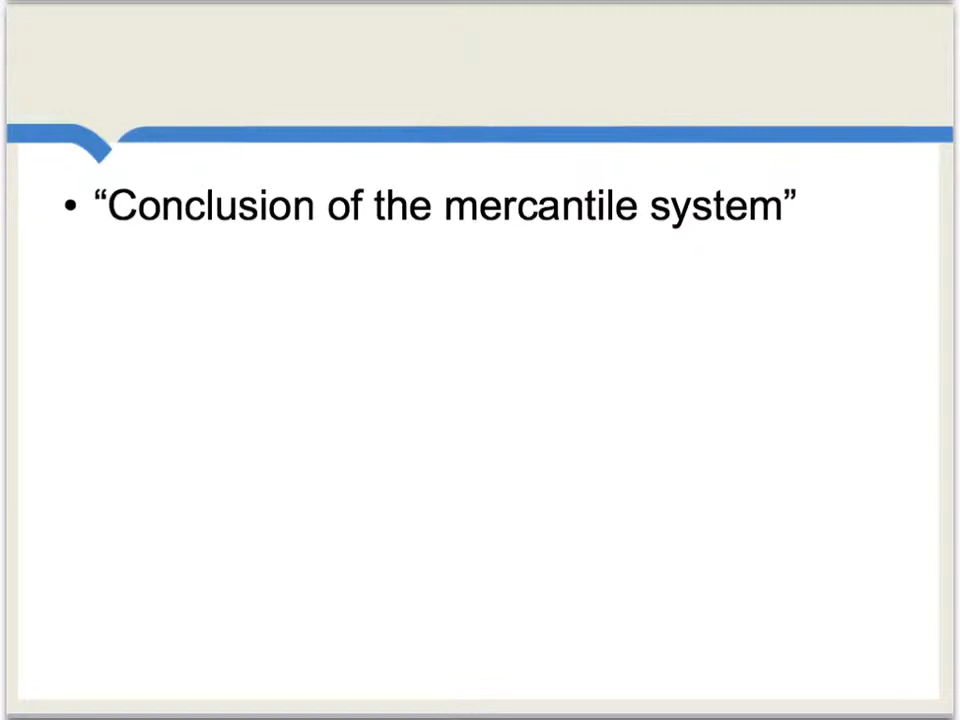 • “Conclusion of the mercantile system”